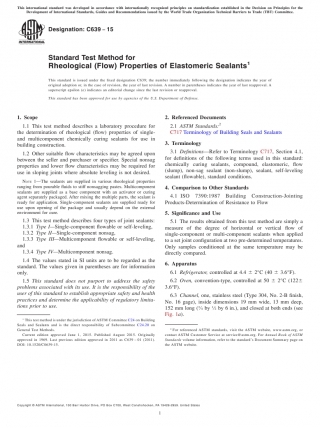 This international standard was developed in accordance with internationally recognized principles on standardization established in the Decision on Principles for the
Development of International Standards, Guides and Recommendations issued by the World Trade Organization Technical Barriers to Trade (TBT) Committee.
Designation: C639 − 15
INTERNATIONAL
Standard Test Method for
Rheological (Flow) Properties of Elastomeric Sealants1
This standard is issued under the fixed designation C639; the number immediately following the designation indicates the year of
original adoption or, in the case of revision, the year of last revision. A number in parentheses indicates the year of last reapproval. A
superscript epsilon (ε) indicates an editorial change since the last revision or reapproval.
This standard has been approved for use by agencies of the U.S. Department of Defense.
1. Scope
1.1 This test method describes a laboratory procedure for
the determination of rheological (flow) properties of single-
and multicomponent chemically curing sealants for use in
building construction.
1.2 Other suitable flow characteristics may be agreed upon
between the seller and purchaser or specifier. Special nonsag
properties and lower flow characteristics may be required for
use in sloping joints where absolute leveling is not desired.
NOTE 1—The sealants are supplied to various rheological properties
ranging from pourable fluids to self nonsagging pastes. Multicomponent
sealants are supplied as a base component with an activator or curing
agent separately packaged. After mixing the multiple parts, the sealant is
ready for application. Single-component sealants are supplied ready for
use upon opening of the package and usually depend on the external
environment for cure.
1.3 This test method describes four types of joint sealants:
1.3.1 Type I—Single-component flowable or self-leveling,
1.3.2 Type II—Single-component nonsag,
1.3.3 Type III—Multicomponent flowable or self-leveling,
and
1.3.4 Type IV—Multicomponent nonsag.
1.4 The values stated in SI units are to be regarded as the
standard. The values given in parentheses are for information
only.
1.5 This standard does not purport to address the safety
problems associated with its use. It is the responsibility of the
user of this standard to establish appropriate safety and health
practices and determine the applicability of regulatory limita-
tions prior to use.
1 This test method is under the jurisdiction of ASTM Committee C24 on Building
Seals and Sealants and is the direct responsibility of Subcommittee C24.20 on
General Test Methods.
Current edition approved June 1, 2015. Published August 2015. Originally
approved in 1969. Last previous edition approved in 2011 as C639 – 01 (2011).
DOI: 10.1520/C0639-15.
2. Referenced Documents
2.1 ASTM Standards:2
C717 Terminology of Building Seals and Sealants
3. Terminology
3.1 Definitions—Refer to Terminology C717, Section 4.1,
for definitions of the following terms used in this standard:
chemically curing sealants, compound, elastomeric, flow
(slump), non-sag sealant (non-slump), sealant, self-leveling
sealant (flowable), standard conditions.
4. Comparison to Other Standards
4.1 ISO 7390:1987 Building Construction-Jointing
Products-Determination of Resistance to Flow
5. Significance and Use
5.1 The results obtained from this test method are simply a
measure of the degree of horizontal or vertical flow of
single-component or multi-component sealants when applied
to a set joint configuration at two pre-determined temperatures.
Only samples conditioned at the same temperature may be
directly compared.
6. Apparatus
6.1 Refrigerator, controlled at 4.4 ± 2°C (40 ± 3.6°F).
6.2 Oven, convection-type, controlled at 50 ± 2°C (122 ±
3.6°F).
6.3 Channel, one, stainless steel (Type 304, No. 2-B finish,
No. 16 gage), inside dimensions 19 mm wide, 13 mm deep,
152 mm long (¾ by ½ by 6 in.), and closed at both ends (see
Fig. 1a).
2 For referenced ASTM standards, visit the ASTM website, www.astm.org, or
contact ASTM Customer Service at service@astm.org. For Annual Book of ASTM
Standards volume information, refer to the standard's Document Summary page on
the ASTM website.
Copyright © ASTM International, 100 Barr Harbor Drive, PO Box C700, West Conshohocken, PA 19428-2959. United States
1